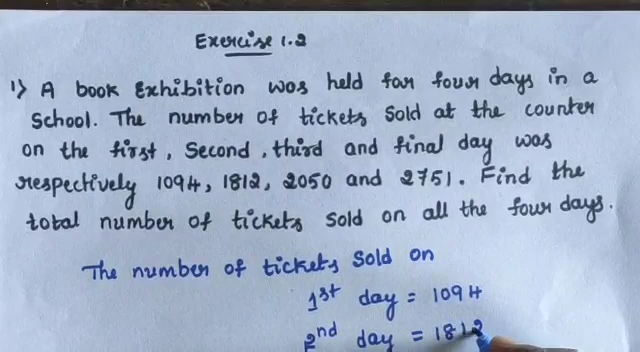 Exercise 1.2
1) A book Exhibition was held for four days in a
School. The number of tickets Sold at the counter
on the first, Second, third and final day was
respectively 1094, 1812, 2050 and 2751. Find the
total number of tickets Sold on all the four days.
The number of tickets Sold on
1st day = 1094
2nd day = 1812